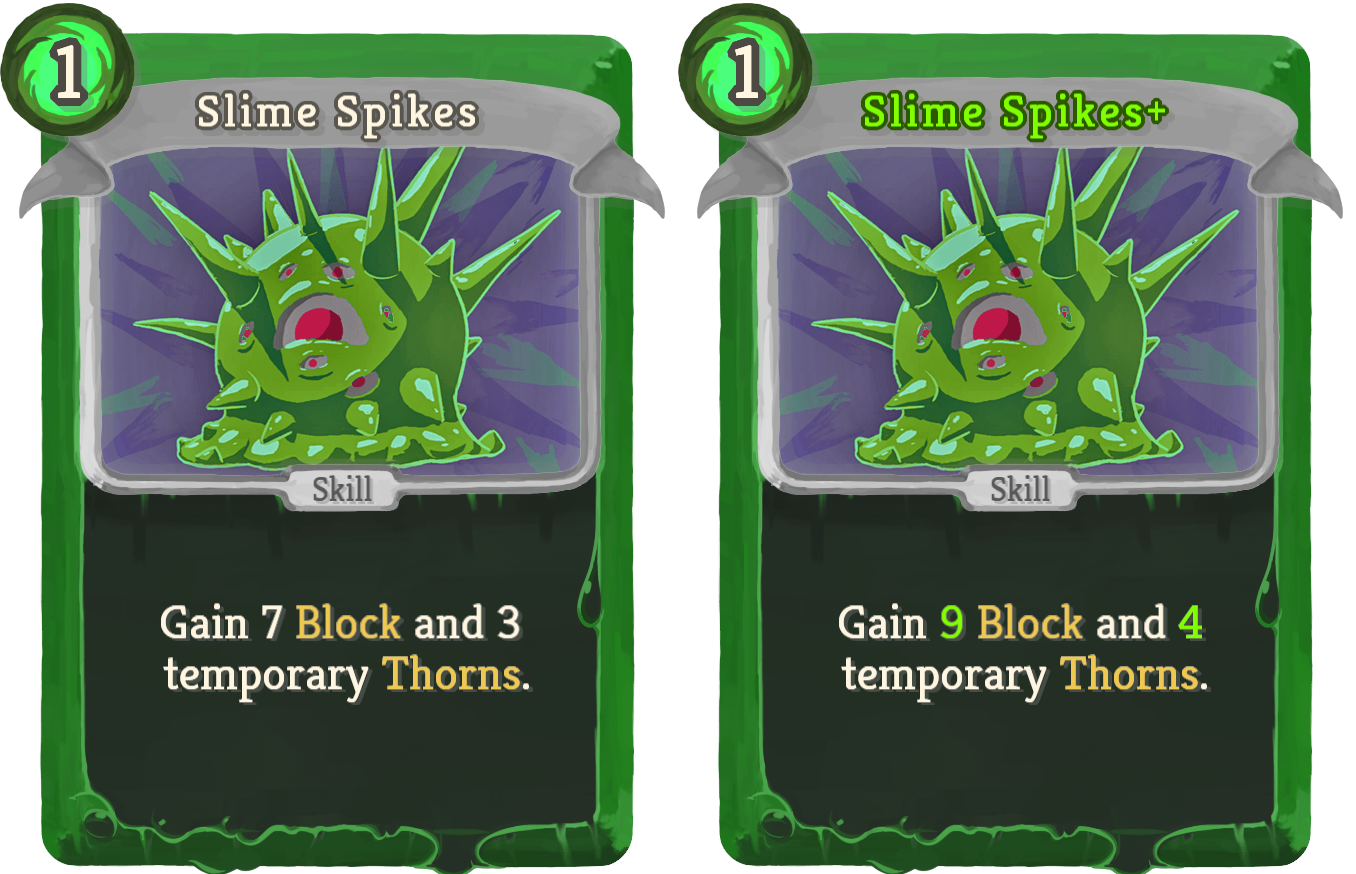 1
Slime Spikes
Skill
Gain 7 Block and 3
temporary Thorns.
1
Slime Spikes+
Skill
Gain 9 Block and 4
temporary Thorns.